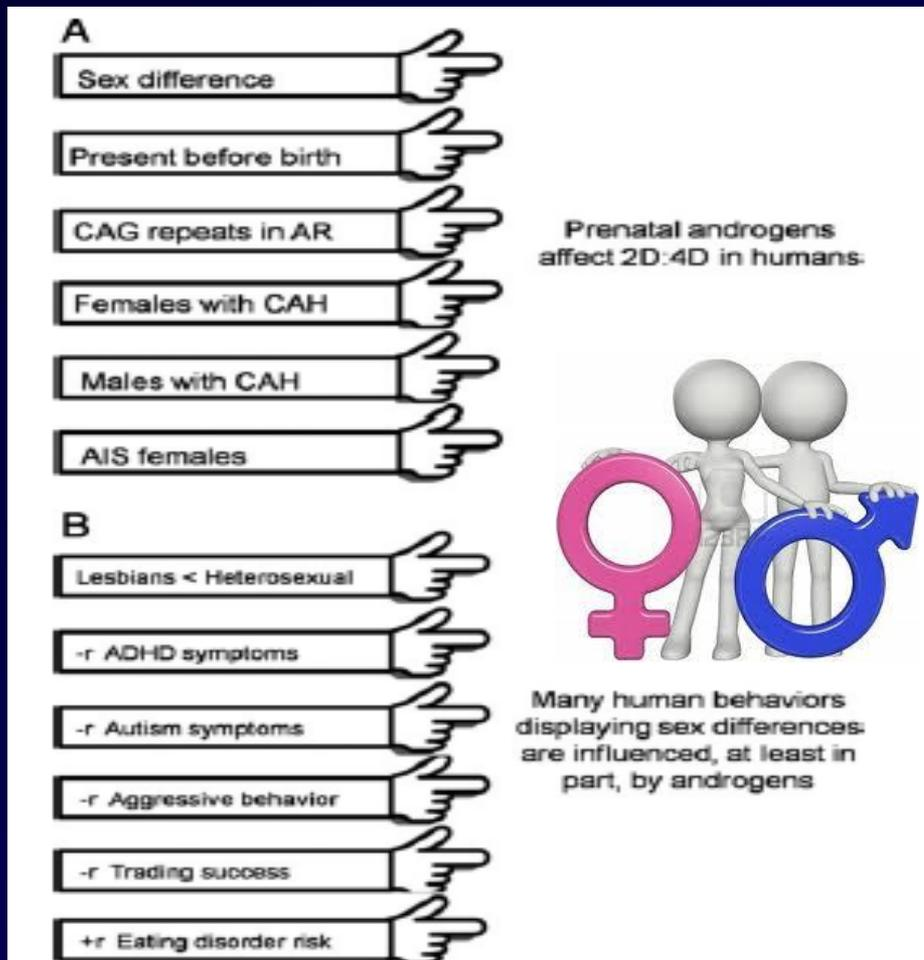 A
Sex difference
Present before birth
CAG repeats in AR
Females with CAH
Males with CAH
AIS females
Prenatal androgens
affect 2D:4D in humans
B
Lesbians < Heterosexual
-r ADHD symptoms
-r Autism symptoms
-r Aggressive behavior
-r Trading success
+r Eating disorder risk
Many human behaviors
displaying sex differences
are influenced, at least in
part, by androgens